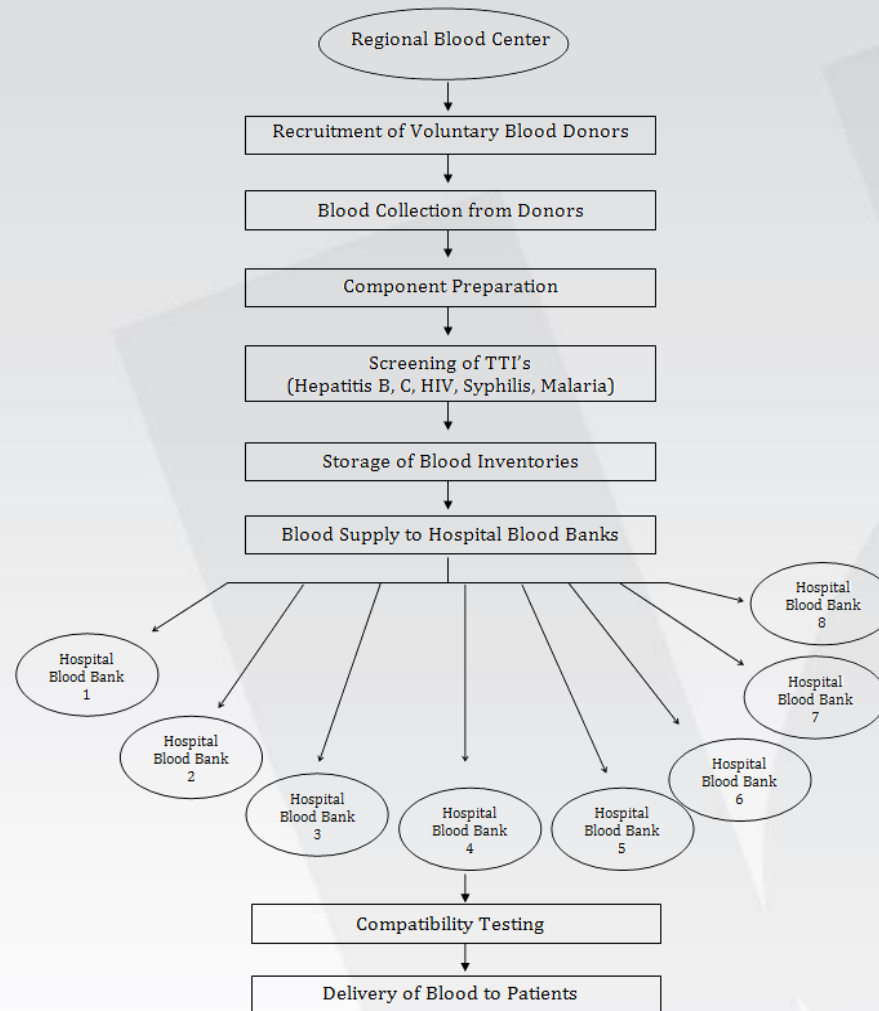 Regional Blood Center
Recruitment of Voluntary Blood Donors
Blood Collection from Donors
Component Preparation
Screening of TTI's
(Hepatitis B, C, HIV, Syphilis, Malaria)
Storage of Blood Inventories
Blood Supply to Hospital Blood Banks
Hospital
Blood Bank
1
Hospital
Blood Bank
2
Hospital
Blood Bank
3
Hospital
Blood Bank
4
Hospital
Blood Bank
5
Hospital
Blood Bank
6
Hospital
Blood Bank
7
Hospital
Blood Bank
8
Compatibility Testing
Delivery of Blood to Patients